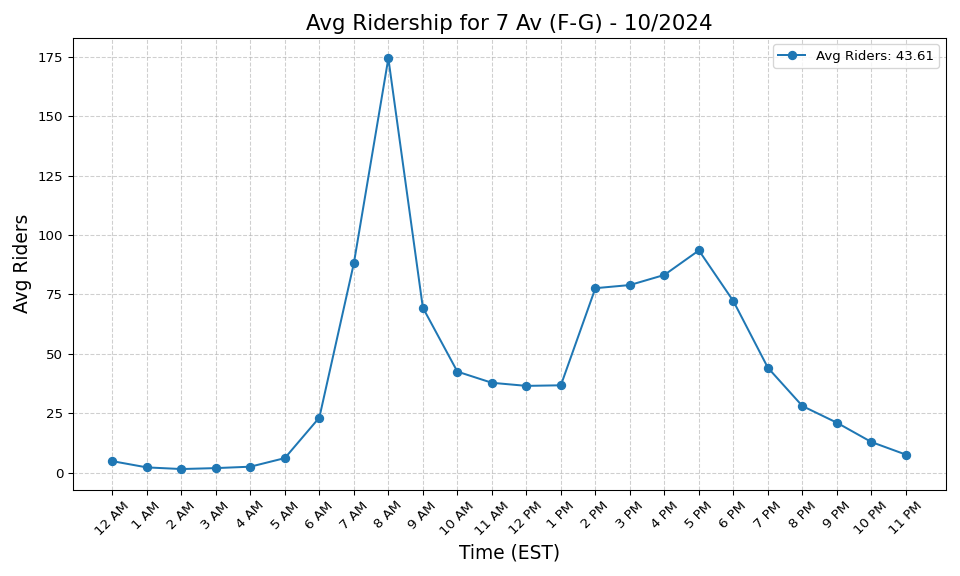 Avg Ridership for 7 Av (F-G) - 10/2024
Avg Riders: 43.61
175
150
125
100
75
50
25
0
Avg Riders
12 AM
1 AM
2 AM
3 AM
4 AM
5 AM
6 AM
7 AM
8 AM
9 AM
10 AM
11 AM
12 PM
1 PM
2 PM
3 PM
4 PM
5 PM
6 PM
7 PM
8 PM
9 PM
10 PM
11 PM
Time (EST)